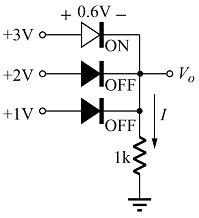 + 0.6V −
+3V
ON
+2V
Vo
OFF
+1V
OFF
I
1k